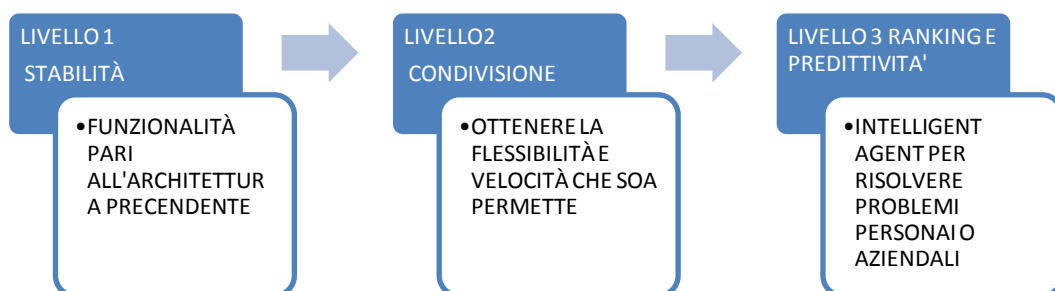 LIVELLO 1
STABILITÀ
•FUNZIONALITÀ
PARI
ALL'ARCHITETTUR
A PRECENDENTE
LIVELLO2
CONDIVISIONE
•OTTENERE LA
FLESSIBILITÀ E
VELOCITÀ CHE SOA
PERMETTE
LIVELLO 3 RANKING E
PREDITTIVITA'
•INTELLIGENT
AGENT PER
RISOLVERE
PROBLEMI
PERSONAI O
AZIENDALI